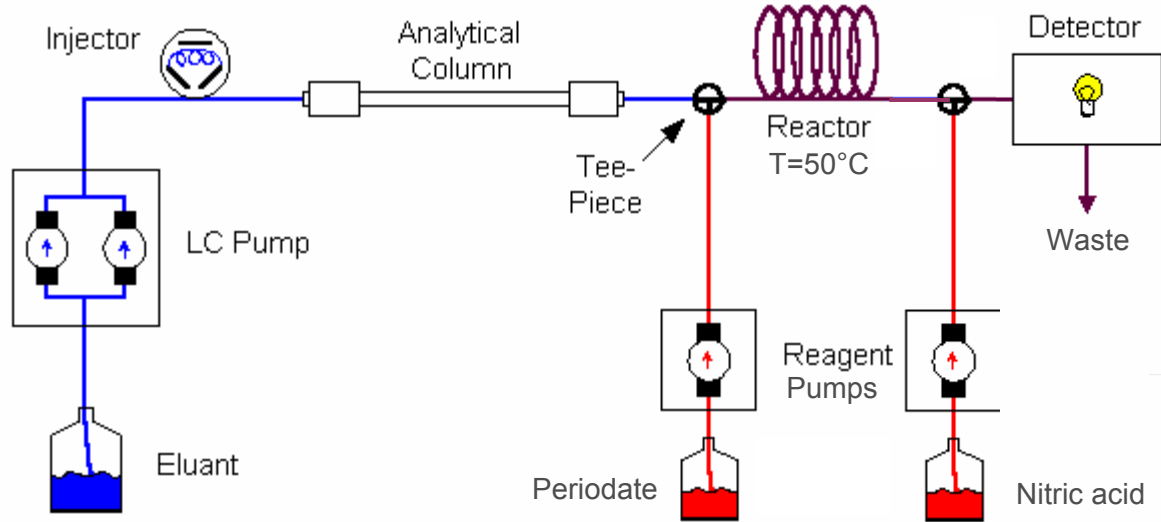 Injector
Analytical
Column
Detector
Tee-
Piece
Reactor
T=50°C
LC Pump
Waste
Reagent
Pumps
Eluant
Periodate
Nitric acid